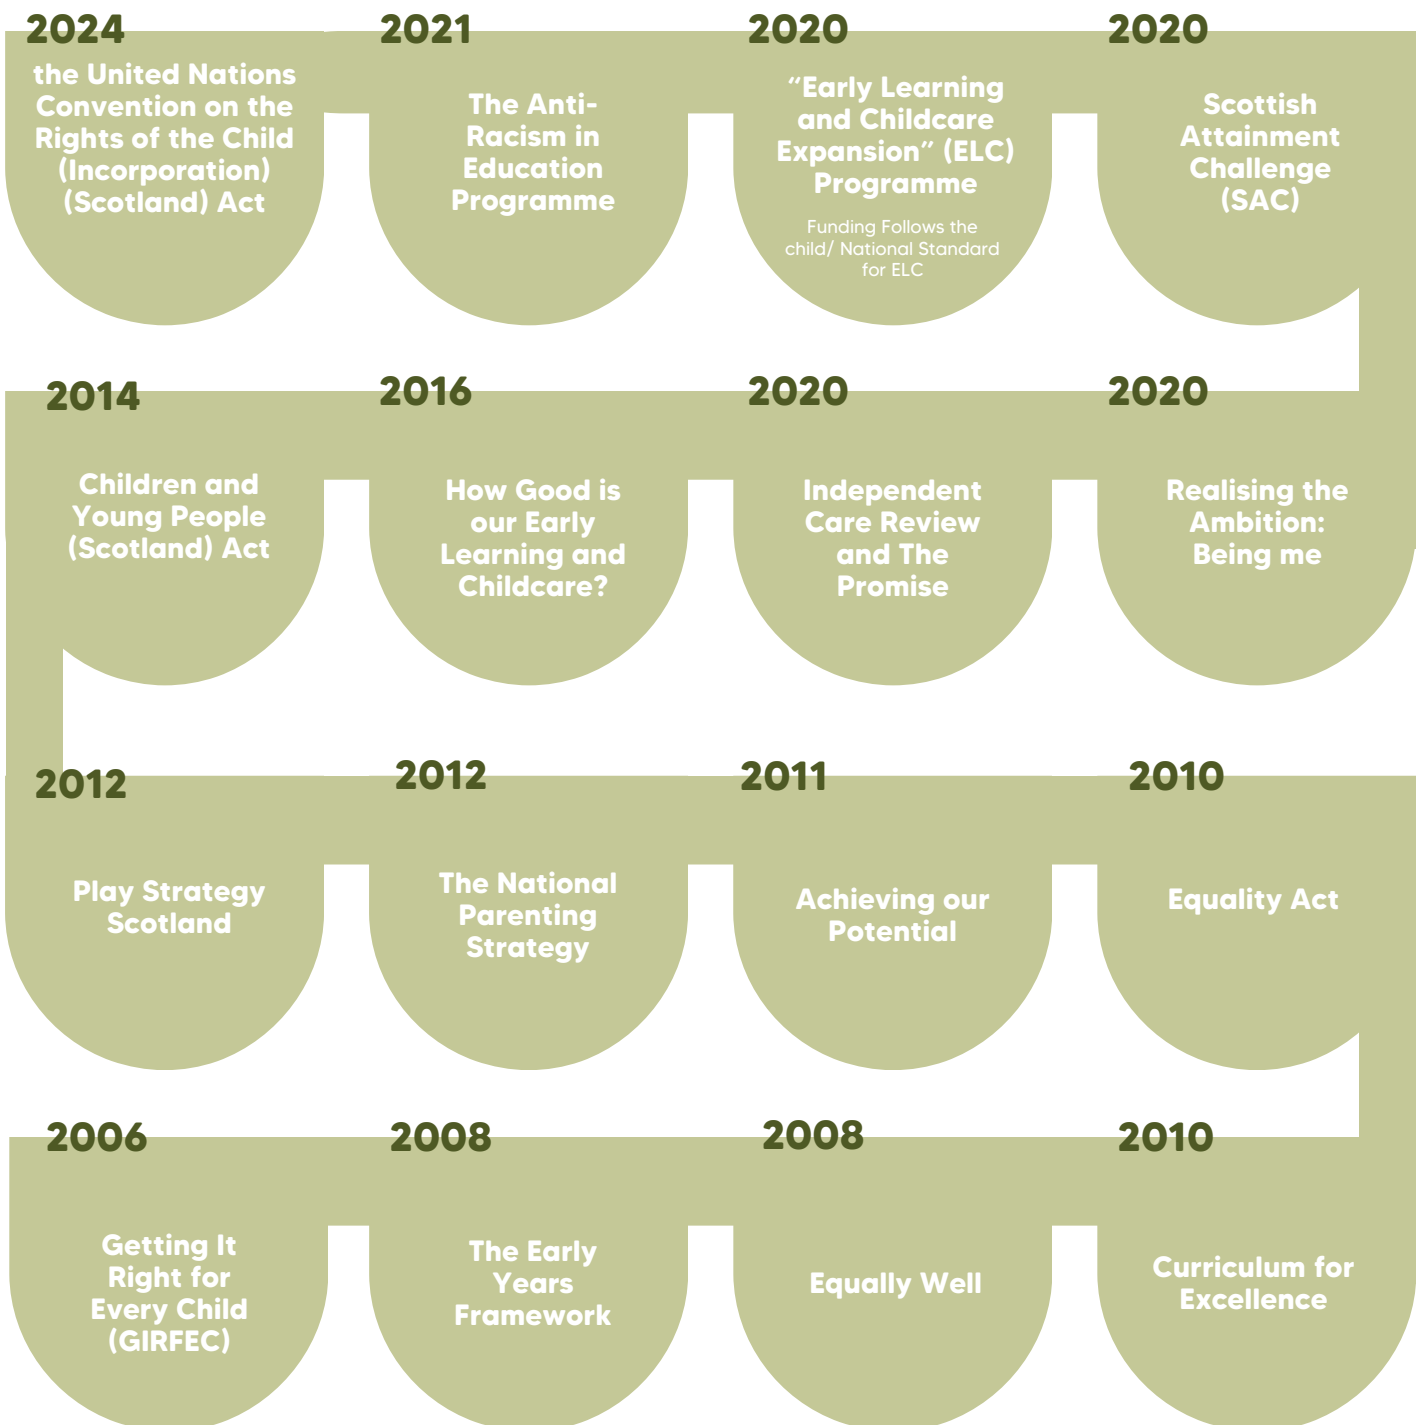 2024
the United Nations
Convention on the
Rights of the Child
(Incorporation)
(Scotland) Act
2021
The Anti-
Racism in
Education
Programme
2020
“Early Learning
and Childcare
Expansion” (ELC)
Programme
Funding Follows the
child/ National Standard
for ELC
2020
Scottish
Attainment
Challenge
(SAC)
2014
Children and
Young People
(Scotland) Act
2016
How Good is
our Early
Learning and
Childcare?
2020
Independent
Care Review
and The
Promise
2020
Realising the
Ambition:
Being me
2012
Play Strategy
Scotland
2012
The National
Parenting
Strategy
2011
Achieving our
Potential
2010
Equality Act
2006
Getting It
Right for
Every Child
(GIRFEC)
2008
The Early
Years
Framework
2008
Equally Well
2010
Curriculum for
Excellence